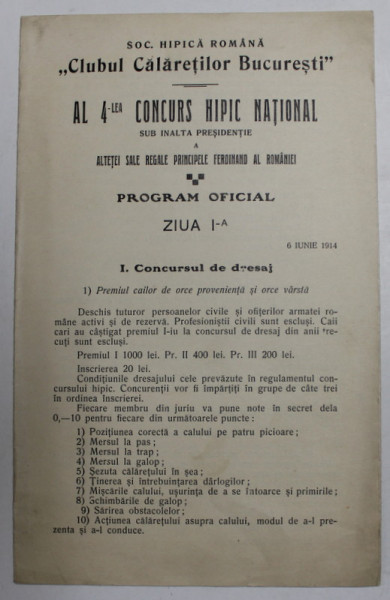 SOC. HIPICĂ ROMÂNĂ
„Clubul Călăreților București”
AL 4-LEA CONCURS HIPIC NAȚIONAL
SUB INALTA PREȘIDENȚIE
A
ALTEȚEI SALE REGALE PRINCIPELE FERDINAND AL ROMÂNIEI
PROGRAM OFICIAL
ZIUA I-A
6 IUNIE 1914
I. Concursul de dresaj
1) Premiul cailor de orce proveniență și orce vârstă
Deschis tuturor persoanelor civile și ofițerilor armatei ro-
mâne activi și de rezervă. Profesioniștii civili sunt escluși. Caii
cari au câștigat premiul I-iu la concursul de dresaj din anii tre-
cuți sunt escluși.
Premiul I 1000 lei. Pr. II 400 lei. Pr. III 200 lei.
Inscrierea 20 lei.
Condițiunile dresajului cele prevăzute în regulamentul con-
cursului hipic. Concurenții vor fi împărțiți în grupe de câte trei
în ordinea înscrierei.
Fiecare membru din juriu va pune note în secret dela
0,—10 pentru fiecare din următoarele puncte :
1) Pozițiunea corectă a calului pe patru picioare ;
2) Mersul la pas ;
3) Mersul la trap ;
4) Mersul la galop ;
5) Șezuta călărețului în șea ;
6) Ținerea și întrebuințarea dârlogilor ;
7) Mișcările calului, ușurința de a se întoarce și primirile ;
8) Schimbările de galop ;
9) Sărirea obstacolelor ;
10) Acțiunea călărețului asupra calului, modul de a-l pre-
zenta și a-l conduce.